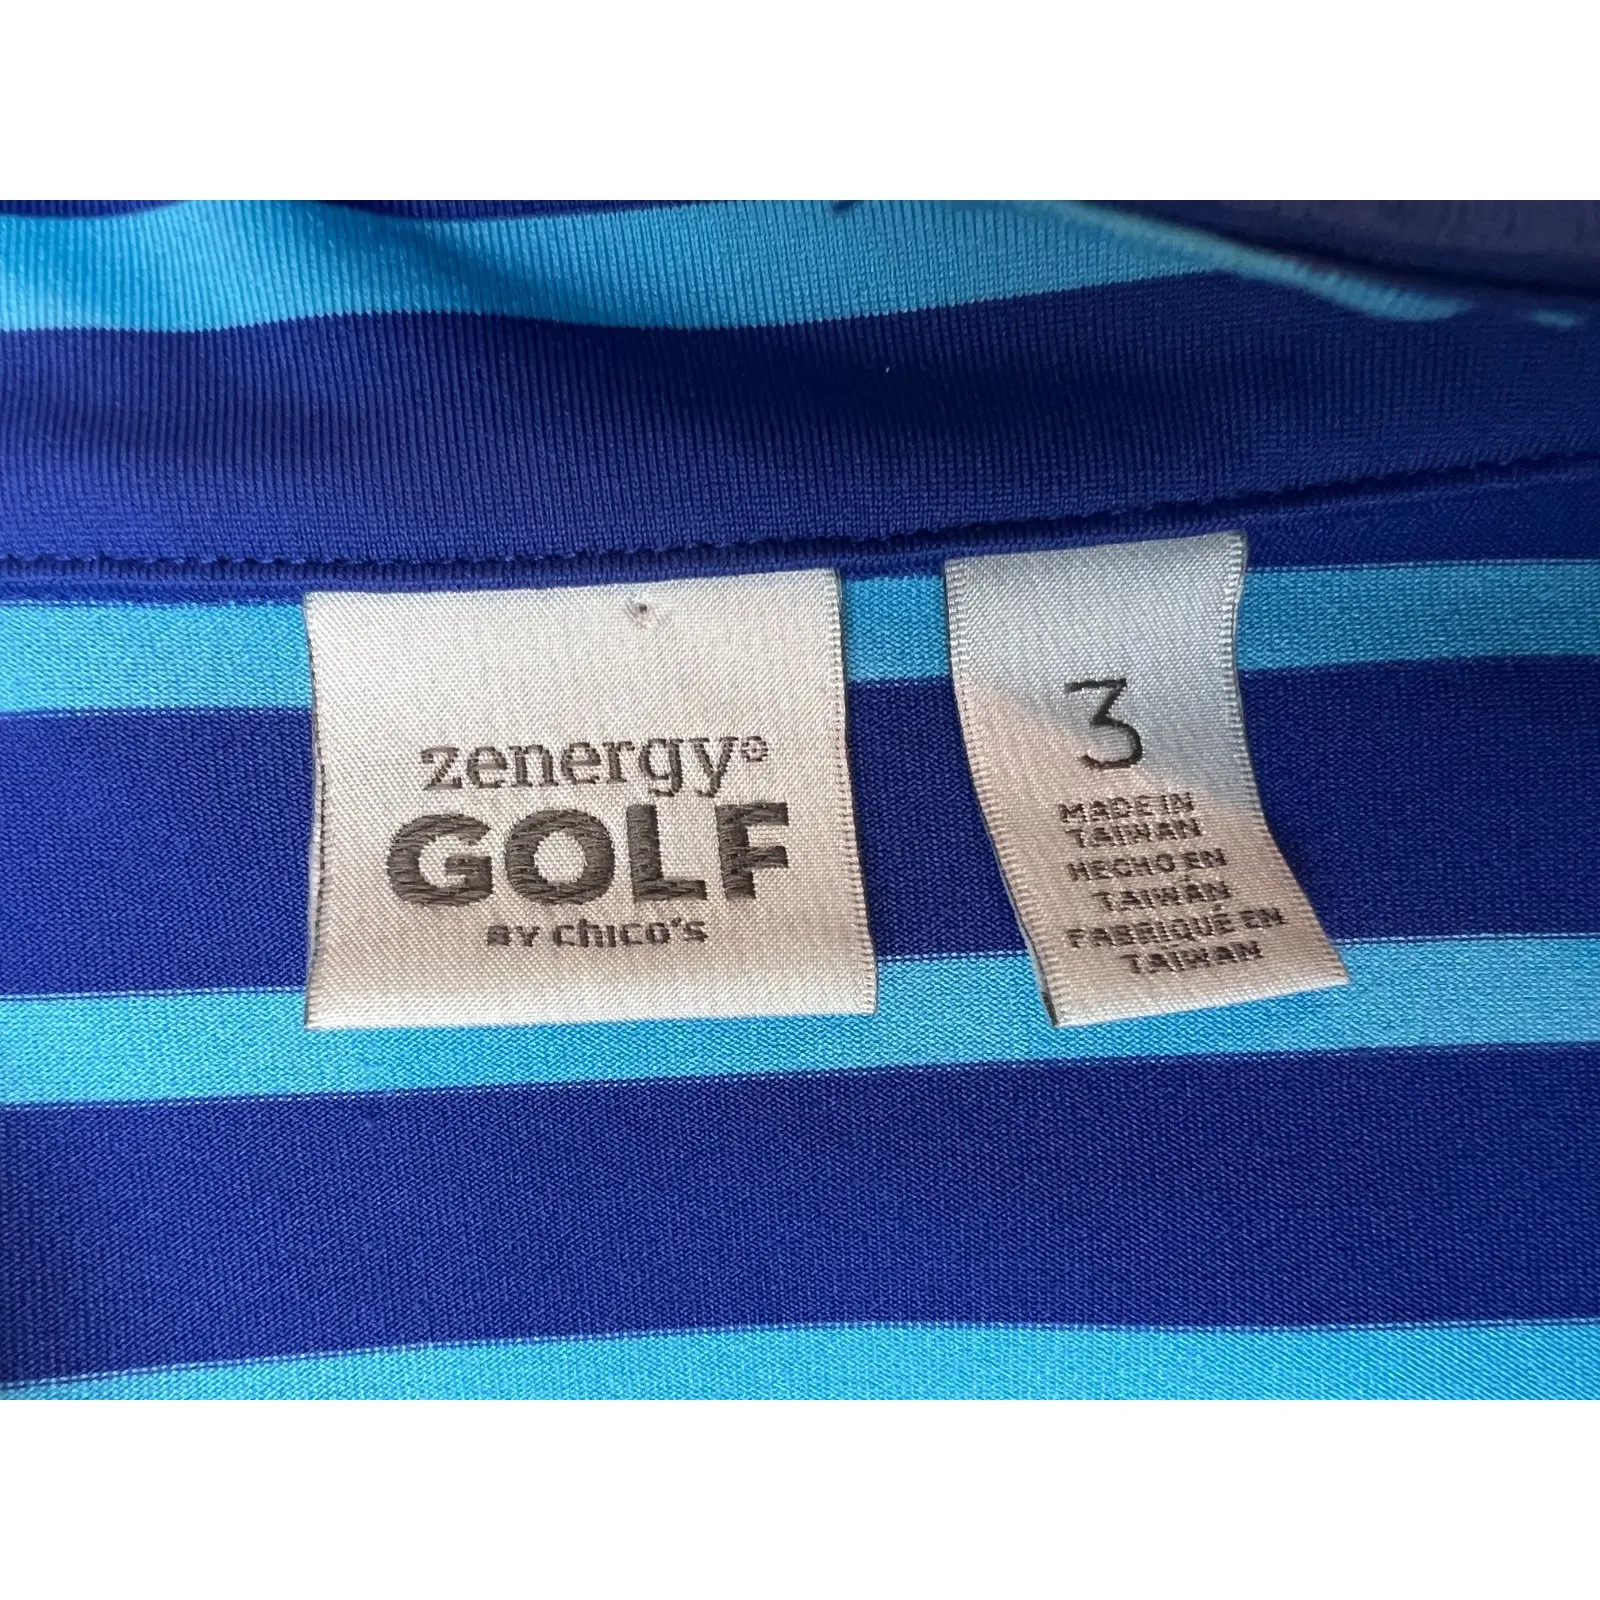 zenergy®
GOLF
BY chico's
3
MADE IN
TAIWAN
HECHO EN
TAIWÁN
FABRIQUÉ EN
TAIWAN